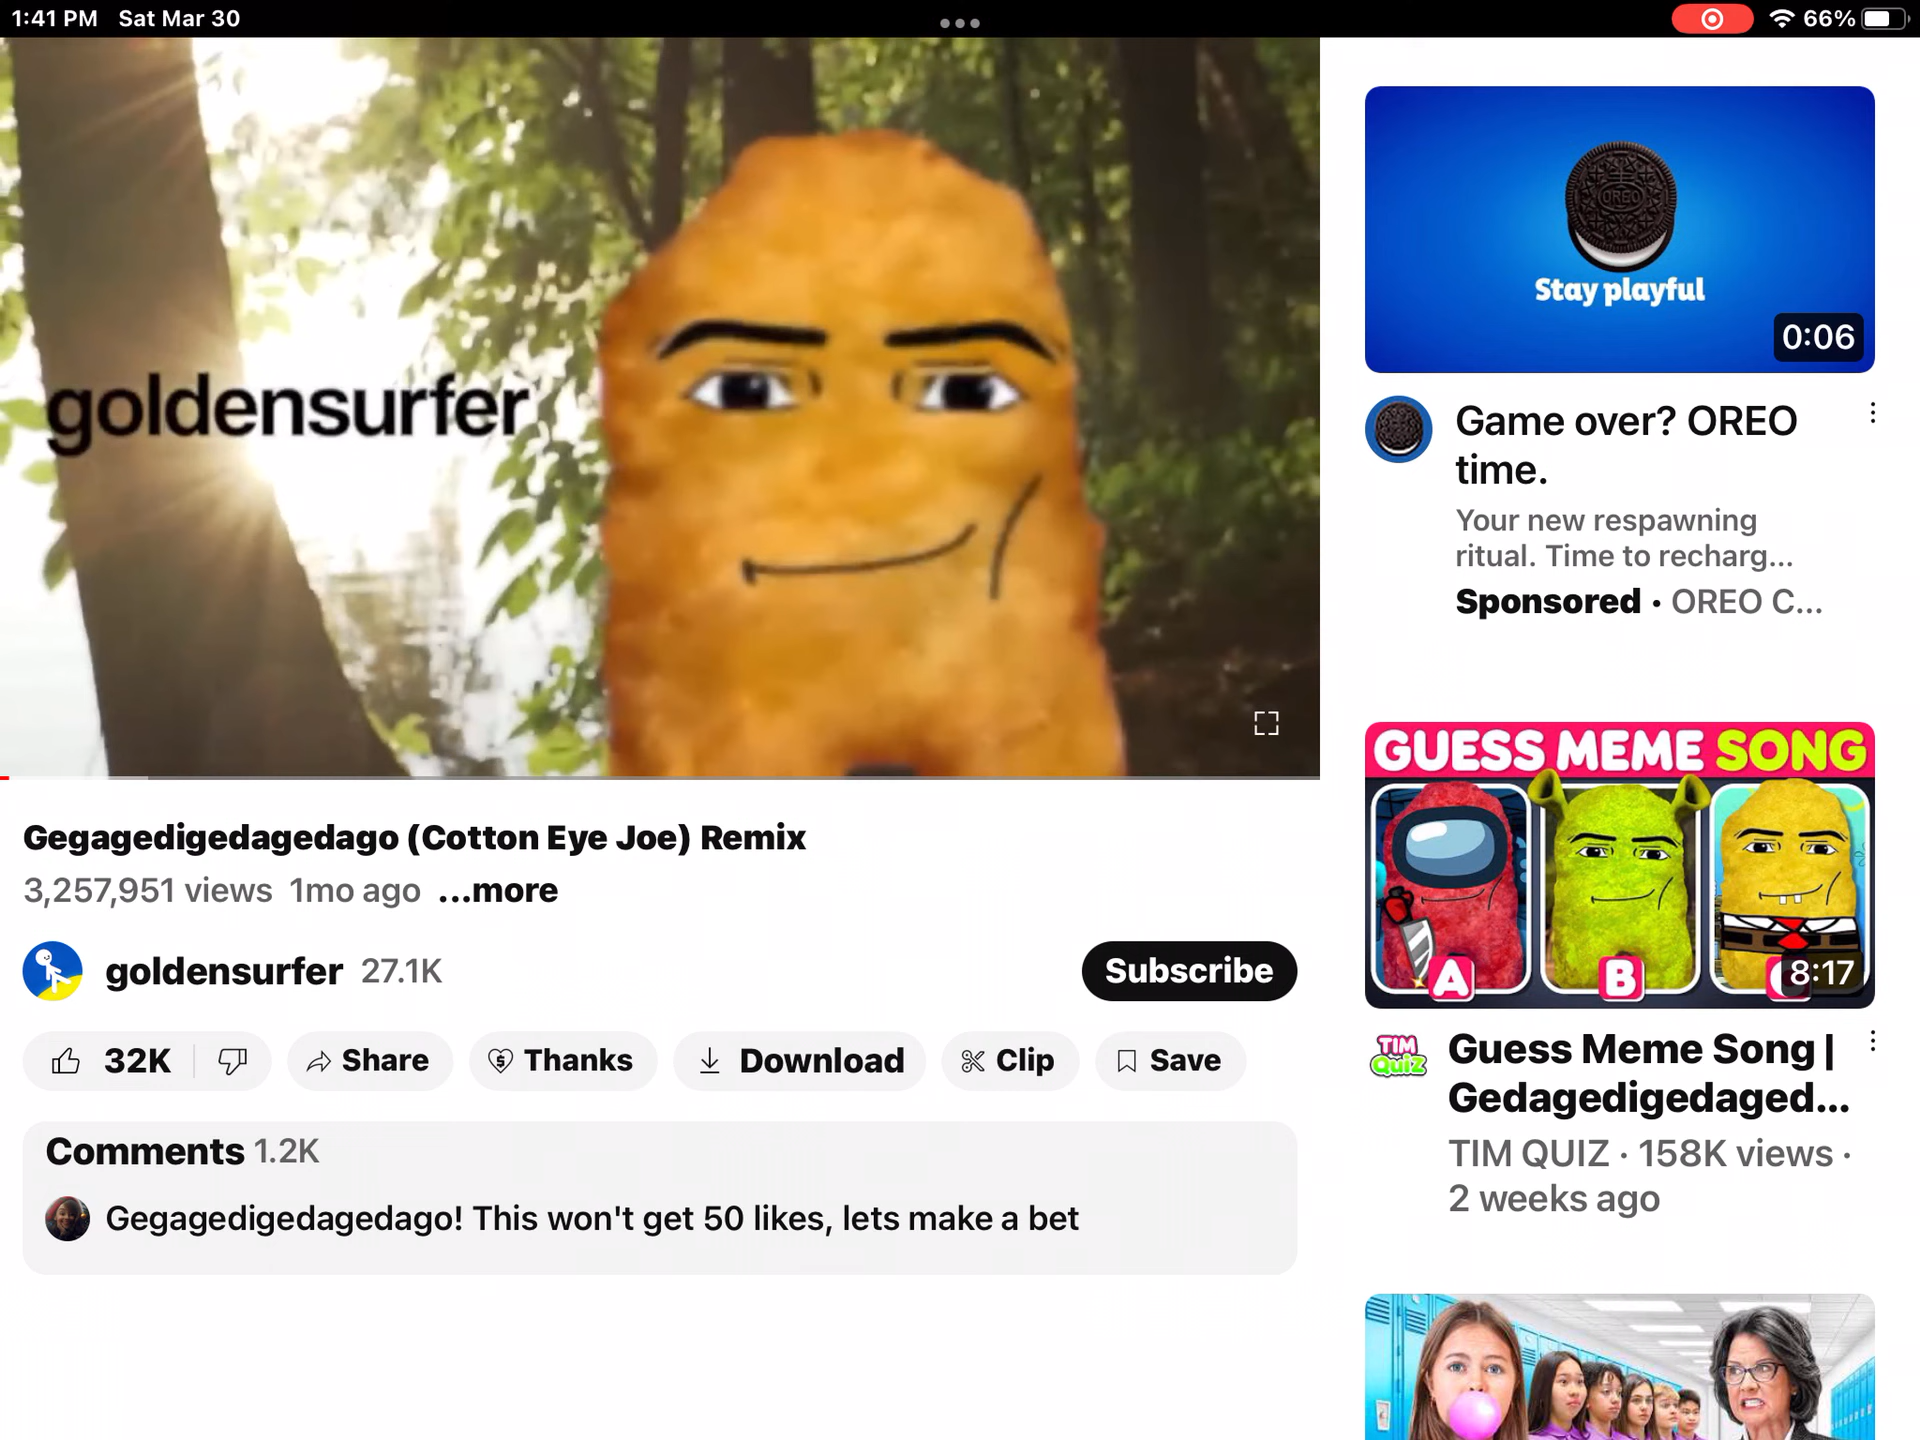 1:41 PM Sat Mar 30
66%
goldensurfer
Gegagedigedagedago (Cotton Eye Joe) Remix
3,257,951 views 1mo ago ...more
goldensurfer 27.1K
Subscribe
32K
Share
Thanks
Download
Clip
Save
Comments 1.2K
Gegagedigedagedago! This won't get 50 likes, lets make a bet
OREO
Stay playful
0:06
Game over? OREO
time.
Your new respawning
ritual. Time to recharg...
Sponsored • OREO C...
GUESS MEME SONG
A
B
8:17
TIM
QUIZ
Guess Meme Song |
Gedagedigedaged...
TIM QUIZ · 158K views ·
2 weeks ago